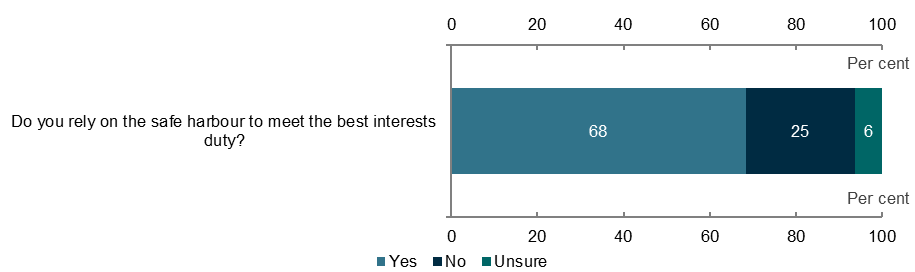 0 20 40 60 80 100
Per cent
Do you rely on the safe harbour to meet the best interests
duty?
68 25 6
Per cent
0 20 40 60 80 100
Yes No Unsure